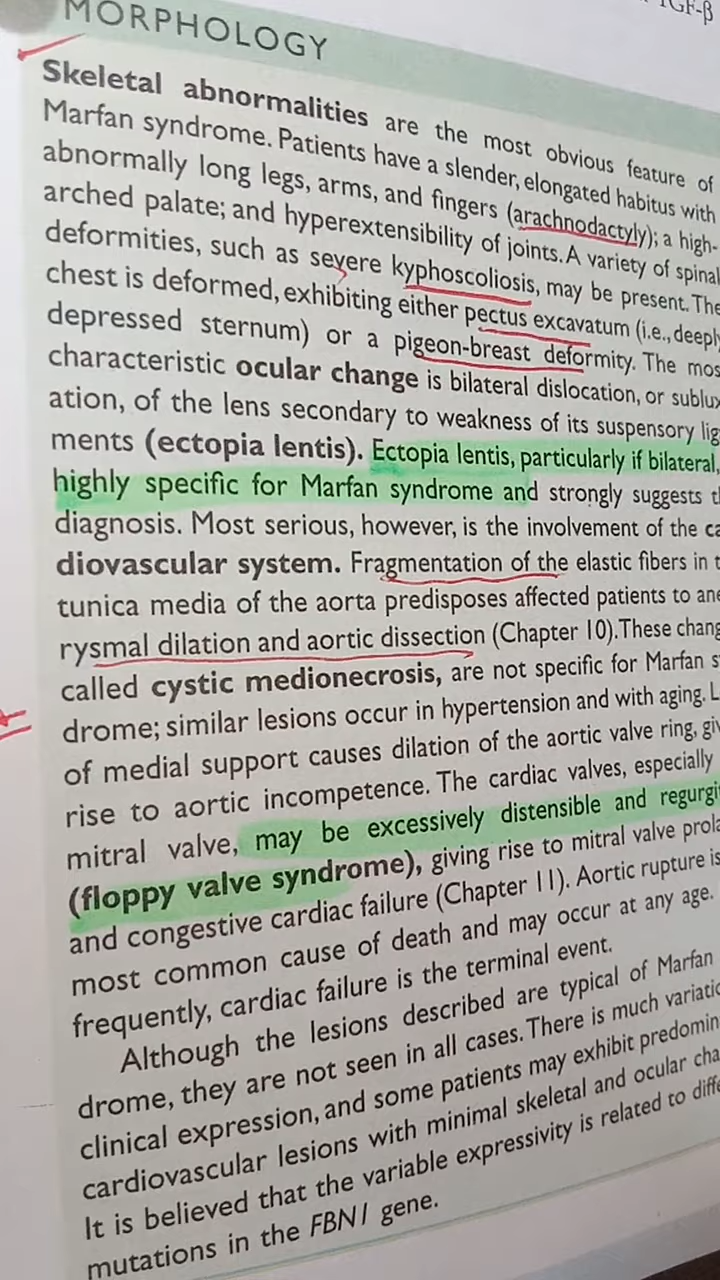 TGF-β
MORPHOLOGY
Skeletal abnormalities are the most obvious feature of
Marfan syndrome. Patients have a slender, elongated habitus with
abnormally long legs, arms, and fingers (arachnodactyly); a high-
arched palate; and hyperextensibility of joints. A variety of spinal
deformities, such as severe kyphoscoliosis, may be present. The
chest is deformed, exhibiting either pectus excavatum (i.e., deeply
depressed sternum) or a pigeon-breast deformity. The
characteristic ocular change is bilateral dislocation, or
ation, of the lens secondary to weakness of its suspensory
ments (ectopia lentis). Ectopia lentis, particularly if bilateral,
highly specific for Marfan syndrome and strongly suggests
diagnosis. Most serious, however, is the involvement of the
diovascular system. Fragmentation of the elastic fibers in
tunica media of the aorta predisposes affected patients to
rysmal dilation and aortic dissection (Chapter 10). These
called cystic medionecrosis, are not specific for Marfan
drome; similar lesions occur in hypertension and with aging.
of medial support causes dilation of the aortic valve ring,
rise to aortic incompetence. The cardiac valves, especially
mitral valve, may be excessively distensible and
(floppy valve syndrome), giving rise to mitral valve
and congestive cardiac failure (Chapter 11). Aortic rupture is
most common cause of death and may occur at any age.
frequently, cardiac failure is the terminal event.
Although the lesions described are typical of Marfan
drome, they are not seen in all cases. There is much
clinical expression, and some patients may exhibit
cardiovascular lesions with minimal skeletal and ocular
It is believed that the variable expressivity is related to
mutations in the FBN1 gene.